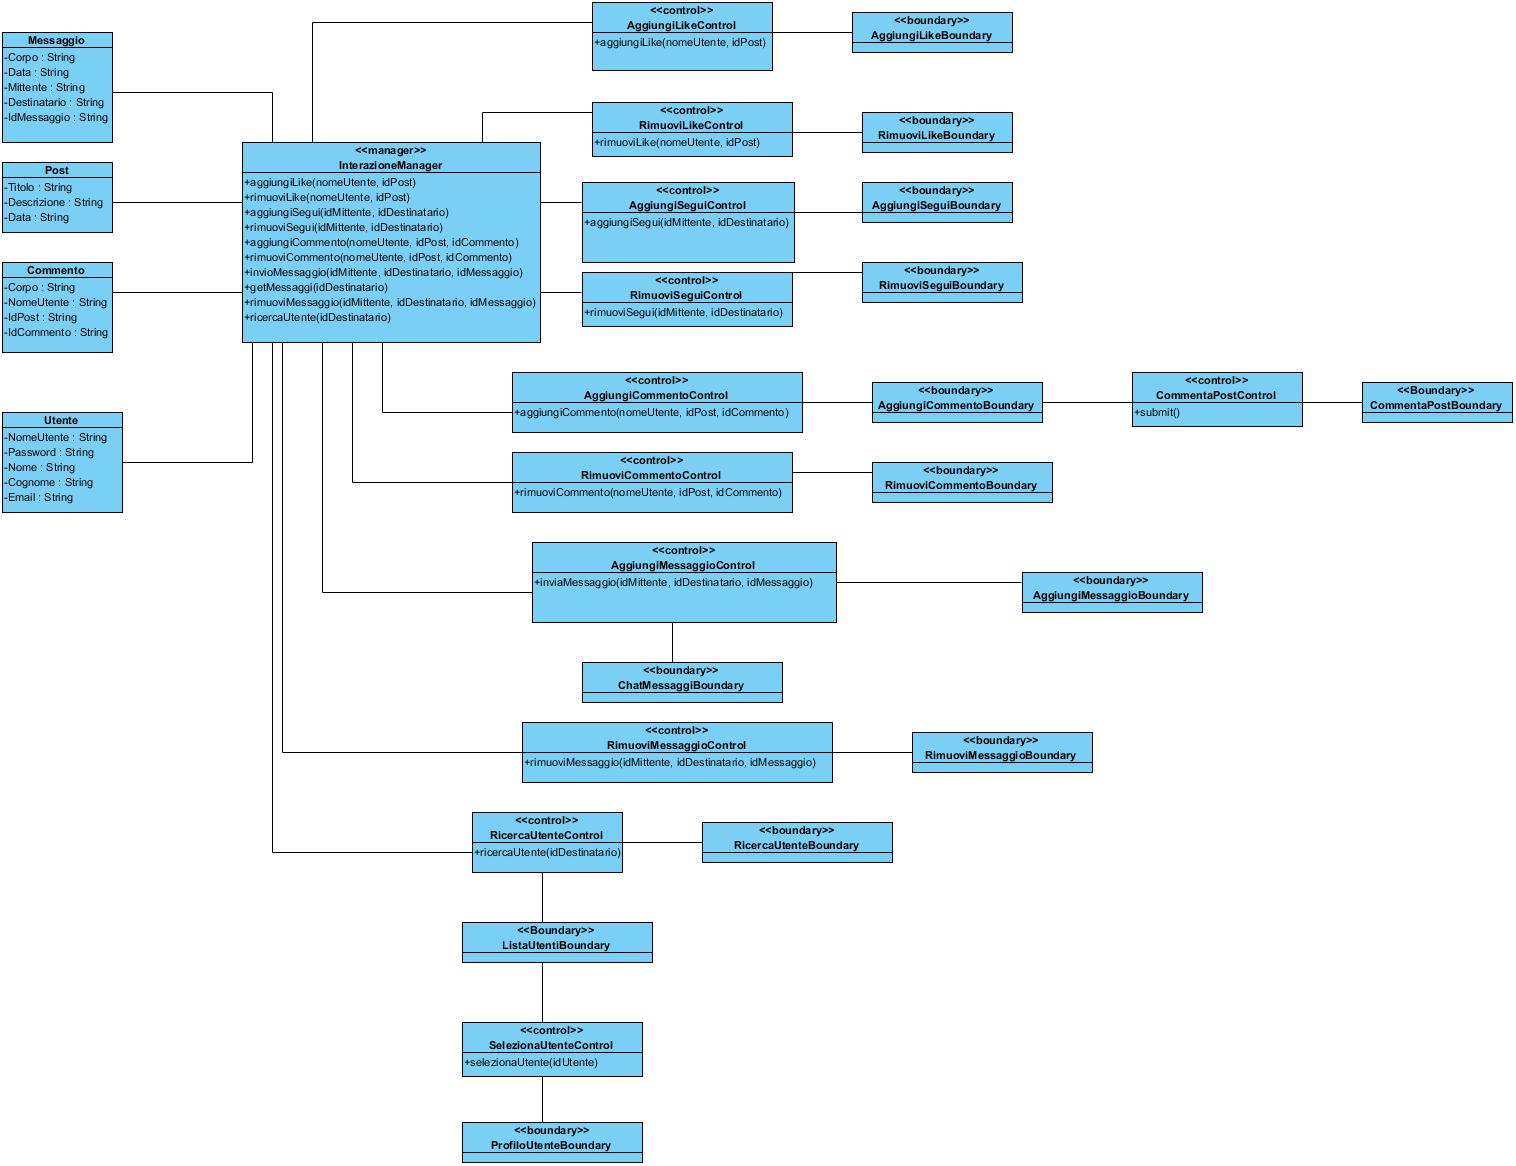 <<control>>
AggiungiLikeControl
+aggiungiLike(nomeUtente, idPost)
<<boundary>>
AggiungiLikeBoundary
Messaggio
-Corpo : String
-Data : String
-Mittente : String
-Destinatario : String
-IdMessaggio : String
<<control>>
RimuoviLikeControl
+rimuoviLike(nomeUtente, idPost)
<<boundary>>
RimuoviLikeBoundary
<<manager>>
InterazioneManager
+aggiungiLike(nomeUtente, idPost)
+rimuoviLike(nomeUtente, idPost)
+aggiungiSegui(idMittente, idDestinatario)
+rimuoviSegui(idMittente, idDestinatario)
+aggiungiCommento(nomeUtente, idPost, idCommento)
+rimuoviCommento(nomeUtente, idPost, idCommento)
+invioMessaggio(idMittente, idDestinatario, idMessaggio)
+getMessaggi(idDestinatario)
+rimuoviMessaggio(idMittente, idDestinatario, idMessaggio)
+ricercaUtente(idDestinatario)
Post
-Titolo : String
-Descrizione : String
-Data : String
<<control>>
AggiungiSeguiControl
+aggiungiSegui(idMittente, idDestinatario)
<<boundary>>
AggiungiSeguiBoundary
Commento
-Corpo : String
-NomeUtente : String
-IdPost : String
-IdCommento : String
<<control>>
RimuoviSeguiControl
+rimuoviSegui(idMittente, idDestinatario)
<<boundary>>
RimuoviSeguiBoundary
<<control>>
AggiungiCommentoControl
+aggiungiCommento(nomeUtente, idPost, idCommento)
<<boundary>>
AggiungiCommentoBoundary
<<control>>
CommentaPostControl
+submit()
<<Boundary>>
CommentaPostBoundary
Utente
-NomeUtente : String
-Password : String
-Nome : String
-Cognome : String
-Email : String
<<control>>
RimuoviCommentoControl
+rimuoviCommento(nomeUtente, idPost, idCommento)
<<boundary>>
RimuoviCommentoBoundary
<<control>>
AggiungiMessaggioControl
+inviaMessaggio(idMittente, idDestinatario, idMessaggio)
<<boundary>>
AggiungiMessaggioBoundary
<<boundary>>
ChatMessaggiBoundary
<<control>>
RimuoviMessaggioControl
+rimuoviMessaggio(idMittente, idDestinatario, idMessaggio)
<<boundary>>
RimuoviMessaggioBoundary
<<control>>
RicercaUtenteControl
+ricercaUtente(idDestinatario)
<<boundary>>
RicercaUtenteBoundary
<<Boundary>>
ListaUtentiBoundary
<<control>>
SelezionaUtenteControl
+selezionaUtente(idUtente)
<<boundary>>
ProfiloUtenteBoundary